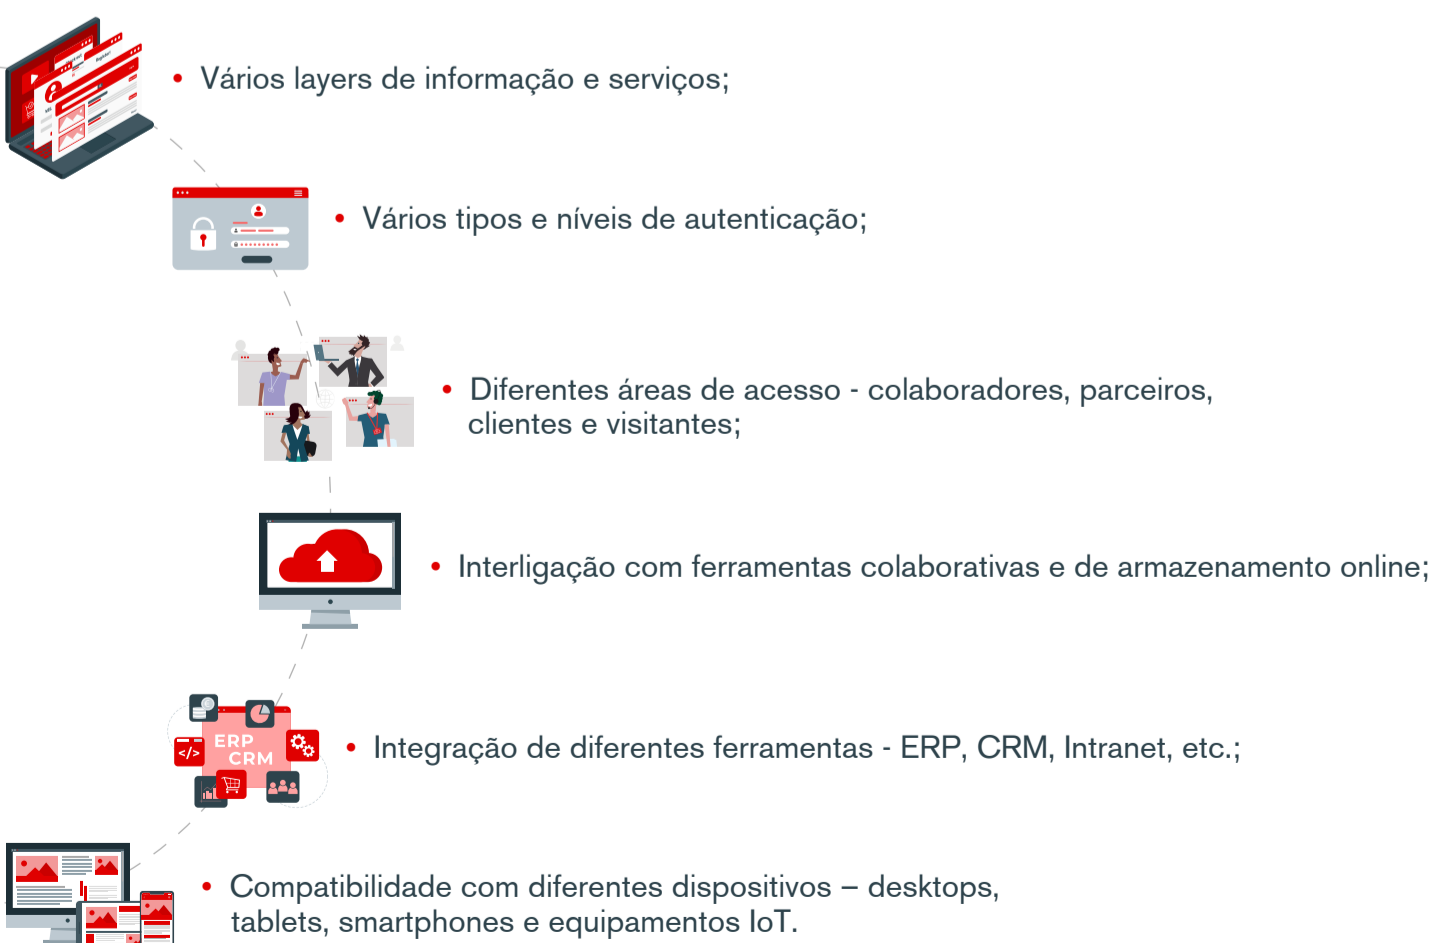 • Vários layers de informação e serviços;
• Vários tipos e níveis de autenticação;
• Diferentes áreas de acesso - colaboradores, parceiros,
clientes e visitantes;
• Interligação com ferramentas colaborativas e de armazenamento online;
ERP
CRM
• Integração de diferentes ferramentas - ERP, CRM, Intranet, etc.;
• Compatibilidade com diferentes dispositivos – desktops,
tablets, smartphones e equipamentos IoT.